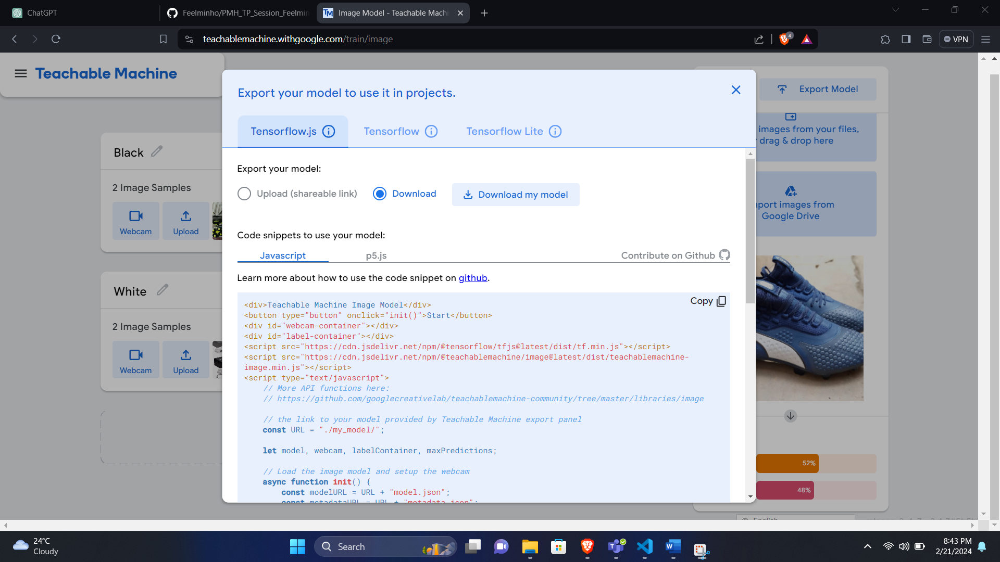 ChatGPT
Feelminho/PMH_TP_Session_Feelmin
Image Model - Teachable Machi
teachablemachine.withgoogle.com/train/image
4
VPN
Teachable Machine
Export Model
Export your model to use it in projects.
Tensorflow.js
Tensorflow
Tensorflow Lite
images from your files,
drag & drop here
Black
2 Image Samples
Webcam
Upload
Export your model:
Upload (shareable link)
Download
Download my model
port images from
Google Drive
Code snippets to use your model:
Javascript
p5.js
Contribute on Github
Learn more about how to use the code snippet on github.
White
2 Image Samples
Webcam
Upload
Copy
<div>Teachable Machine Image Model</div>
<button type="button" onclick="init()">Start</button>
<div id="webcam-container"></div>
<div id="label-container"></div>
<script src="https://cdn.jsdelivr.net/npm/@tensorflow/tfjs@latest/dist/tf.min.js"></script>
<script src="https://cdn.jsdelivr.net/npm/@teachablemachine/image@latest/dist/teachablemachine-
image.min.js"></script>
<script type="text/javascript">
// More API functions here:
// https://github.com/googlecreativelab/teachablemachine-community/tree/master/libraries/image
// the link to your model provided by Teachable Machine export panel
const URL = "./my_model/";
let model, webcam, labelContainer, maxPredictions;
// Load the image model and setup the webcam
async function init() {
const modelURL = URL + "model.json";
const metadataURL = URL + "metadata.json";
52%
48%
English
24°C
Cloudy
Search
8:43 PM
2/21/2024